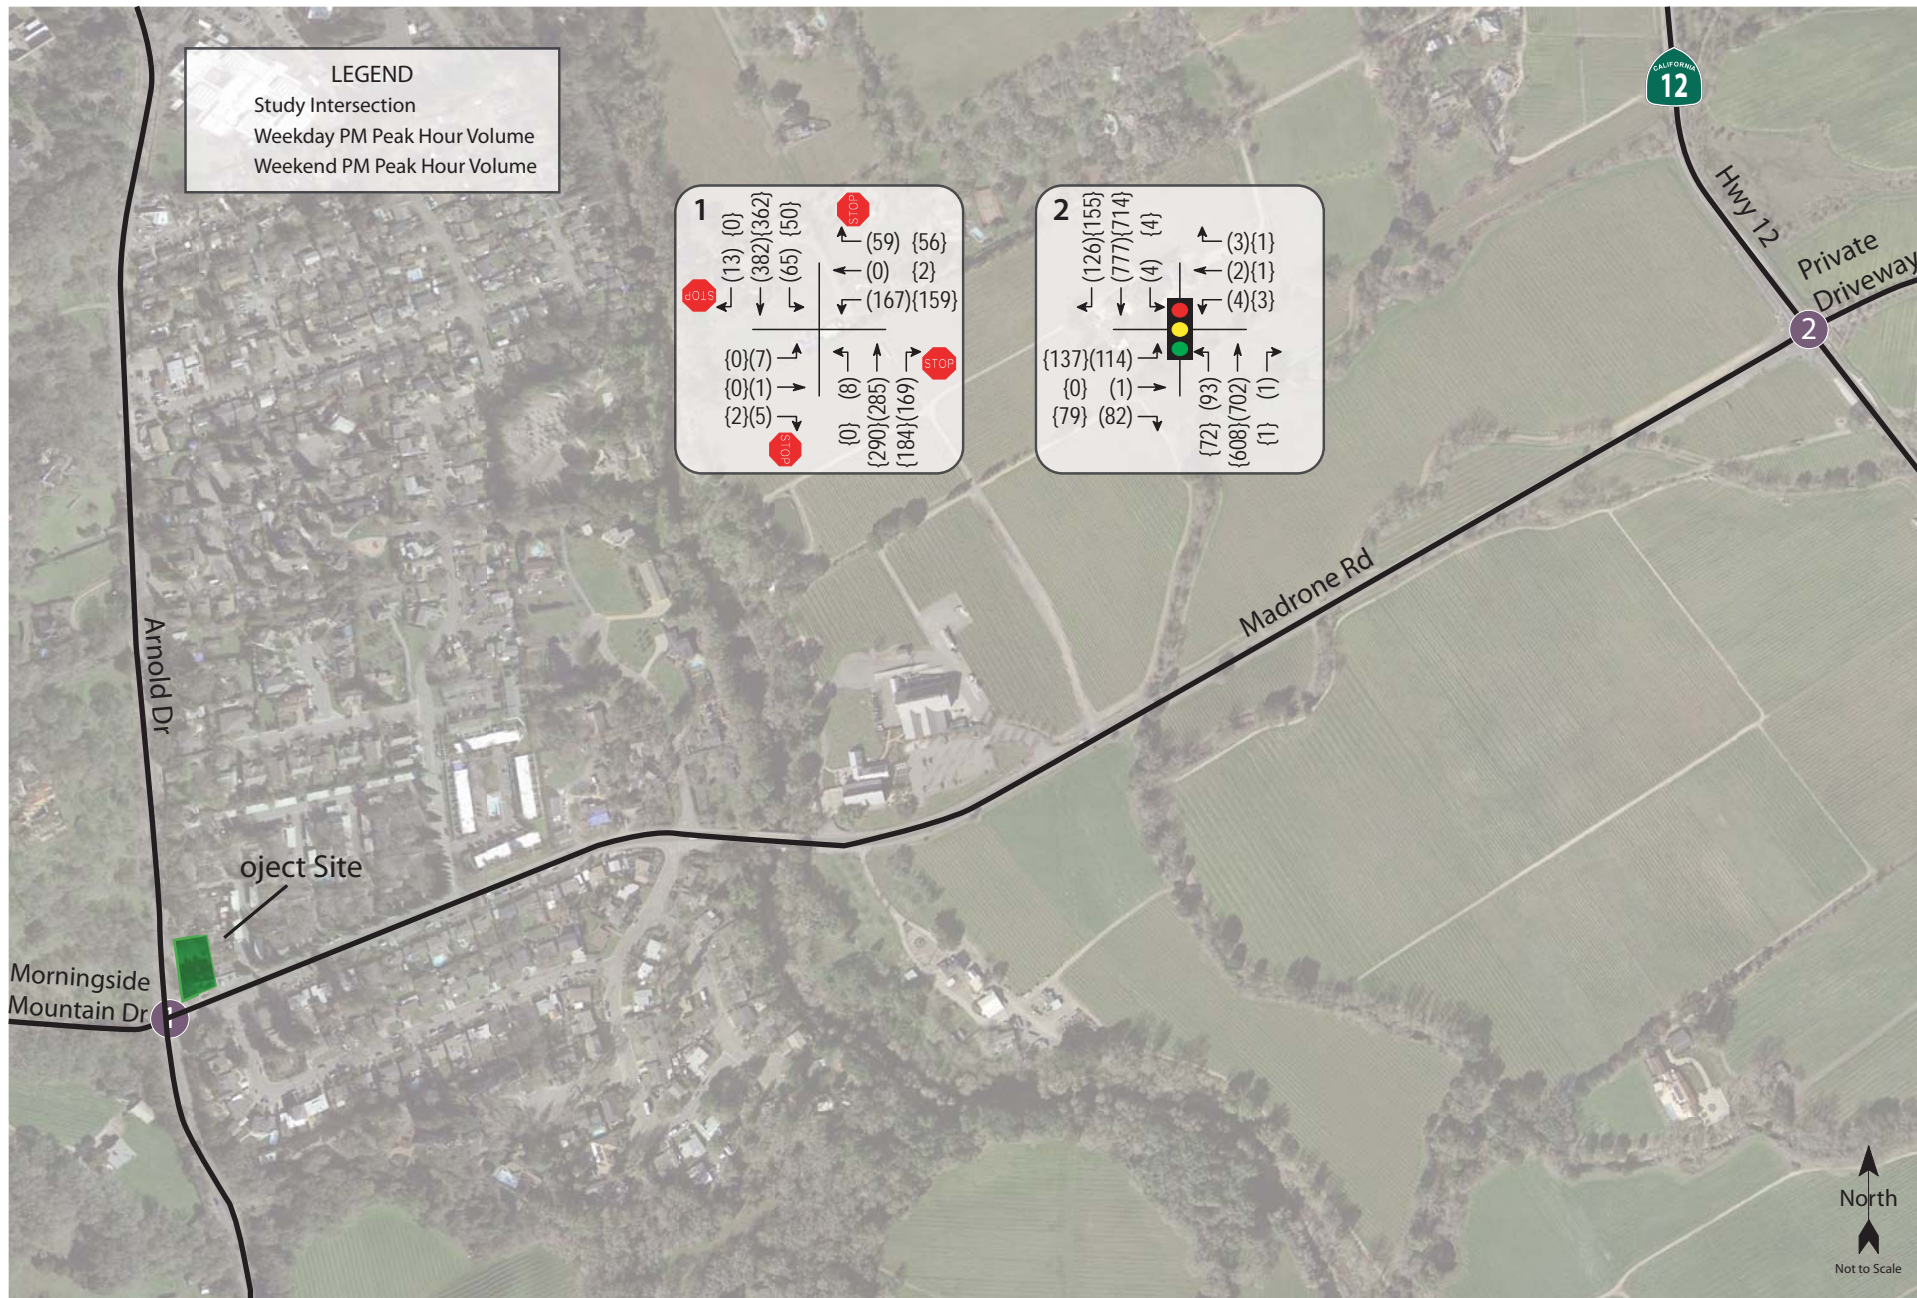 LEGEND
Study Intersection
Weekday PM Peak Hour Volume
Weekend PM Peak Hour Volume
CALIFORNIA
12
Hwy 12
Private
Driveway
2
1
STOP
(13) {0}
(382){362}
(65) {50}
(59) {56}
(0) {2}
(167){159}
STOP
{0}(7)
{0}(1)
{2}(5)
STOP
{0} (8)
{290}(285)
{184}(169)
STOP
2
(126){155}
(777){714}
(4) {4}
(3){1}
(2){1}
(4){3}
{137}(114)
{0} (1)
{79} (82)
{72} (93)
{608}(702)
{1} (1)
Madrone Rd
Arnold Dr
oject Site
Morningside
Mountain Dr
North
Not to Scale